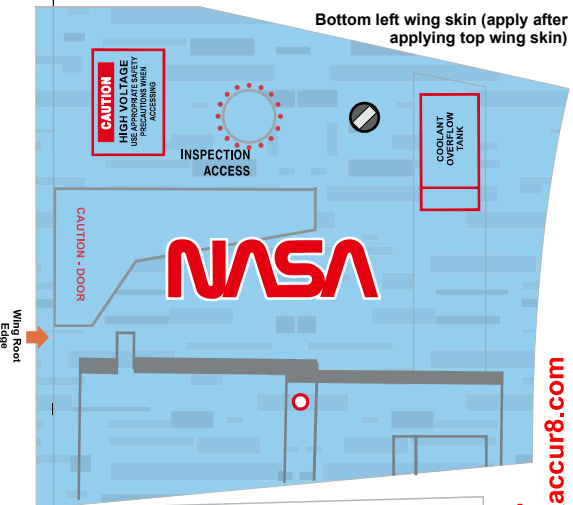 Bottom left wing skin (apply after
applying top wing skin)
CAUTION
HIGH VOLTAGE
USE APPROPRIATE SAFETY
PRECAUTIONS WHEN
ACCESSING
INSPECTION
ACCESS
COOLANT
OVERFLOW
TANK
CAUTION - DOOR
NASA
Wing Root
Edge
accur8.com